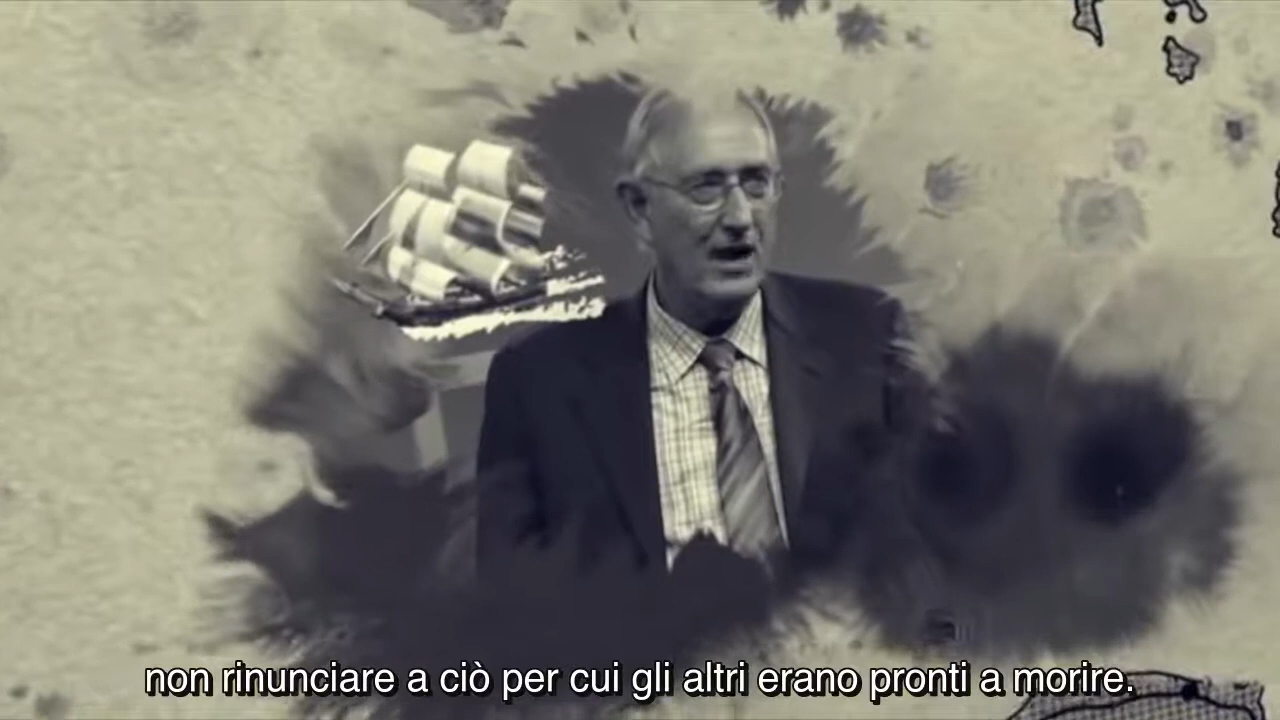 non rinunciare a ciò per cui gli altri erano pronti a morire.